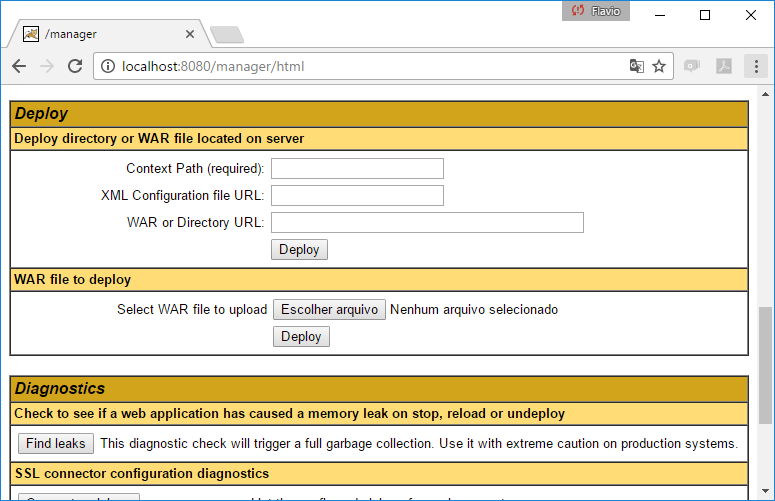 Flavio
/manager
localhost:8080/manager/html
Deploy
Deploy directory or WAR file located on server
Context Path (required):
XML Configuration file URL:
WAR or Directory URL:
Deploy
WAR file to deploy
Select WAR file to upload Escolher arquivo Nenhum arquivo selecionado
Deploy
Diagnostics
Check to see if a web application has caused a memory leak on stop, reload or undeploy
Find leaks This diagnostic check will trigger a full garbage collection. Use it with extreme caution on production systems.
SSL connector configuration diagnostics